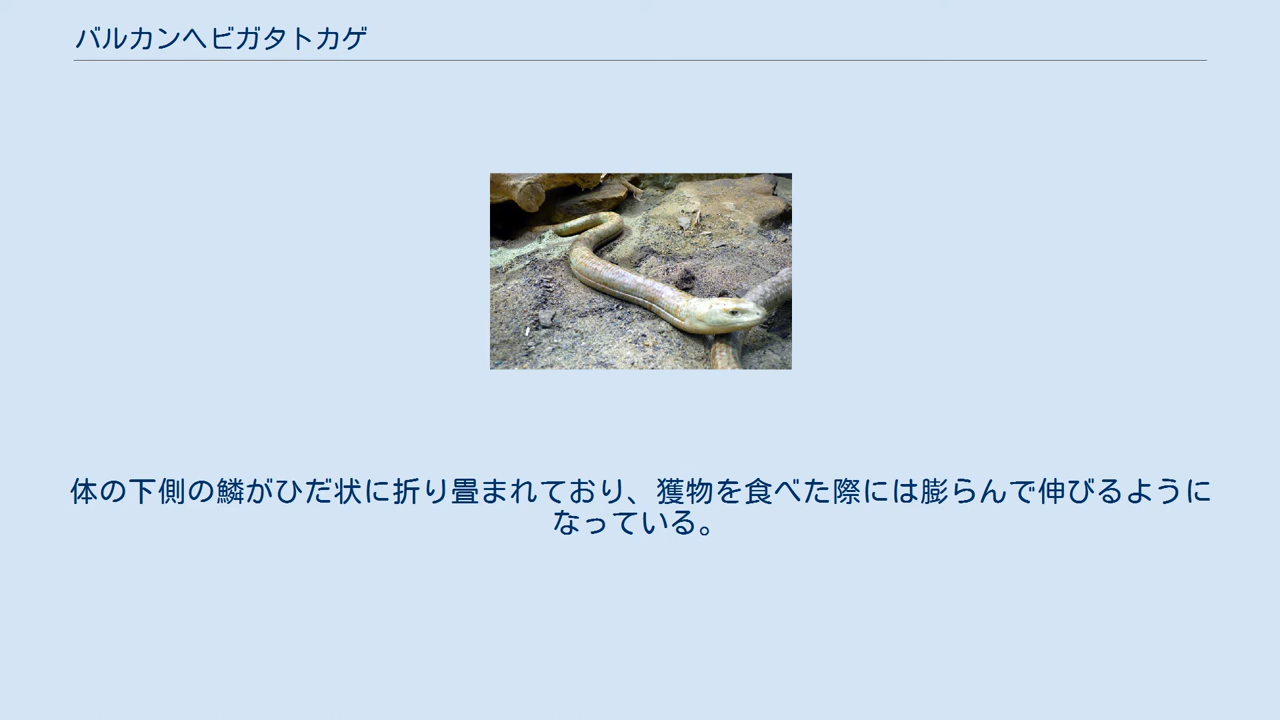 バルカンヘビガタトカゲ
体の下側の鱗がひだ状に折り畳まれており、獲物を食べた際には膨らんで伸びるように
なっている。